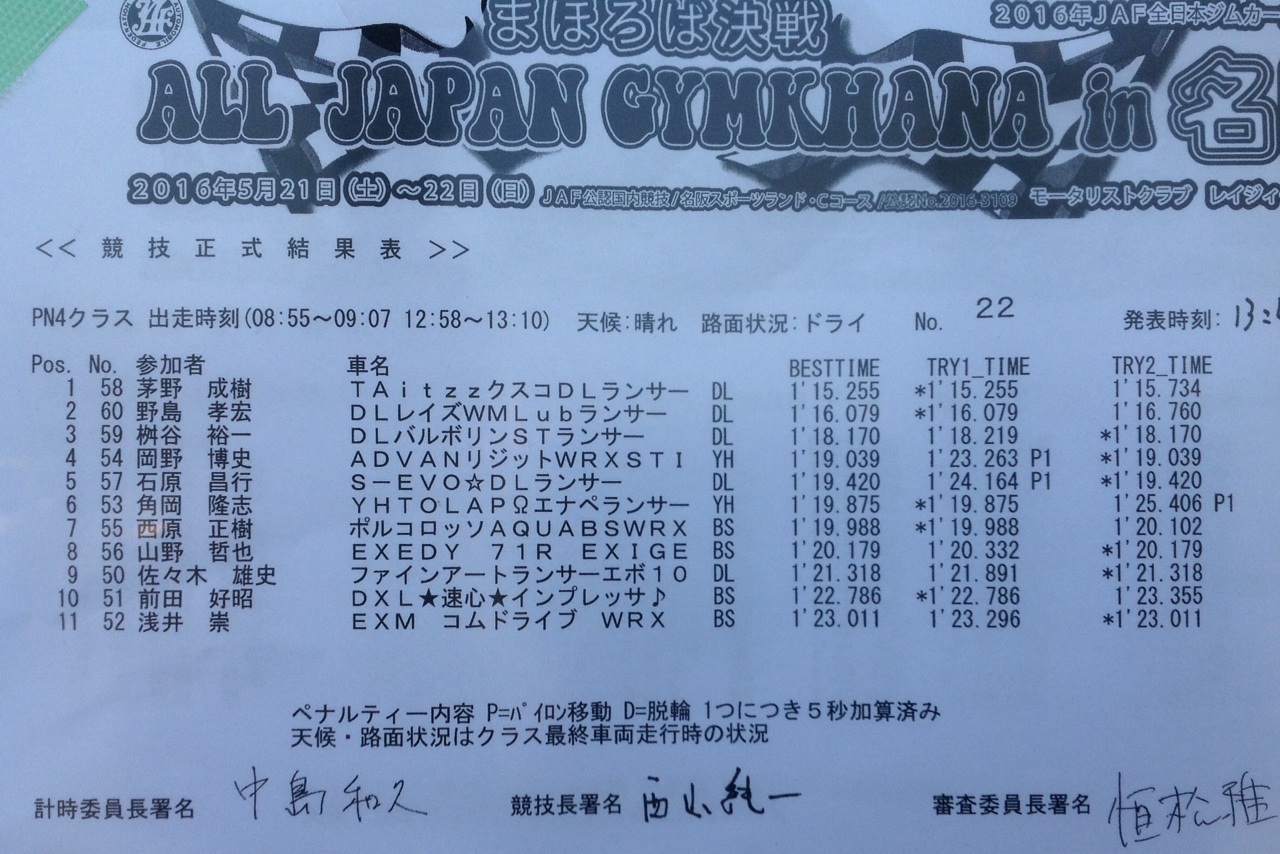 まほろば決戦
2016年JAF全日本ジムカー
ALL JAPAN GYMKHANA in 名
2016年5月21日(土)~22日(日) JAF公認国内競技/名阪スポーツランド・Cコース/公認No.2016-3109 モータリストクラブ レイジィ
<< 競 技 正 式 結 果 表 >>
PN4クラス 出走時刻(08:55~09:07 12:58~13:10) 天候:晴れ 路面状況:ドライ No. 22 発表時刻:
Pos. No. 参加者 車名 BESTTIME TRY1_TIME TRY2_TIME
1 58 茅野 成樹 TAitzzクスコDLランサー DL 1'15.255 *1'15.255 1'15.734
2 60 野島 孝宏 DLレイズWMLubランサー DL 1'16.079 *1'16.079 1'16.760
3 59 桝谷 裕一 DLバルボリンSTランサー DL 1'18.170 1'18.219 *1'18.170
4 54 岡野 博史 ADVANリジットWRXSTI YH 1'19.039 1'23.263 P1 *1'19.039
5 57 石原 昌行 S-EVO☆DLランサー DL 1'19.420 1'24.164 P1 *1'19.420
6 53 角岡 隆志 YHTOLAPΩエナペランサー YH 1'19.875 *1'19.875 1'25.406 P1
7 55 西原 正樹 ポルコロッソAQUABSWRX BS 1'19.988 *1'19.988 1'20.102
8 56 山野 哲也 EXEDY 71R EXIGE BS 1'20.179 1'20.332 *1'20.179
9 50 佐々木 雄史 ファインアートランサーエボ10 DL 1'21.318 1'21.891 *1'21.318
10 51 前田 好昭 DXL★速心★インプレッサ♪ BS 1'22.786 *1'22.786 1'23.355
11 52 浅井 崇 EXM コムドライブ WRX BS 1'23.011 1'23.296 *1'23.011
ペナルティー内容 P=ﾊﾟｲﾛﾝ移動 D=脱輪 1つにつき5秒加算済み
天候・路面状況はクラス最終車両走行時の状況
計時委員長署名 中島和久 競技長署名 西山純一 審査委員長署名 恒松雅